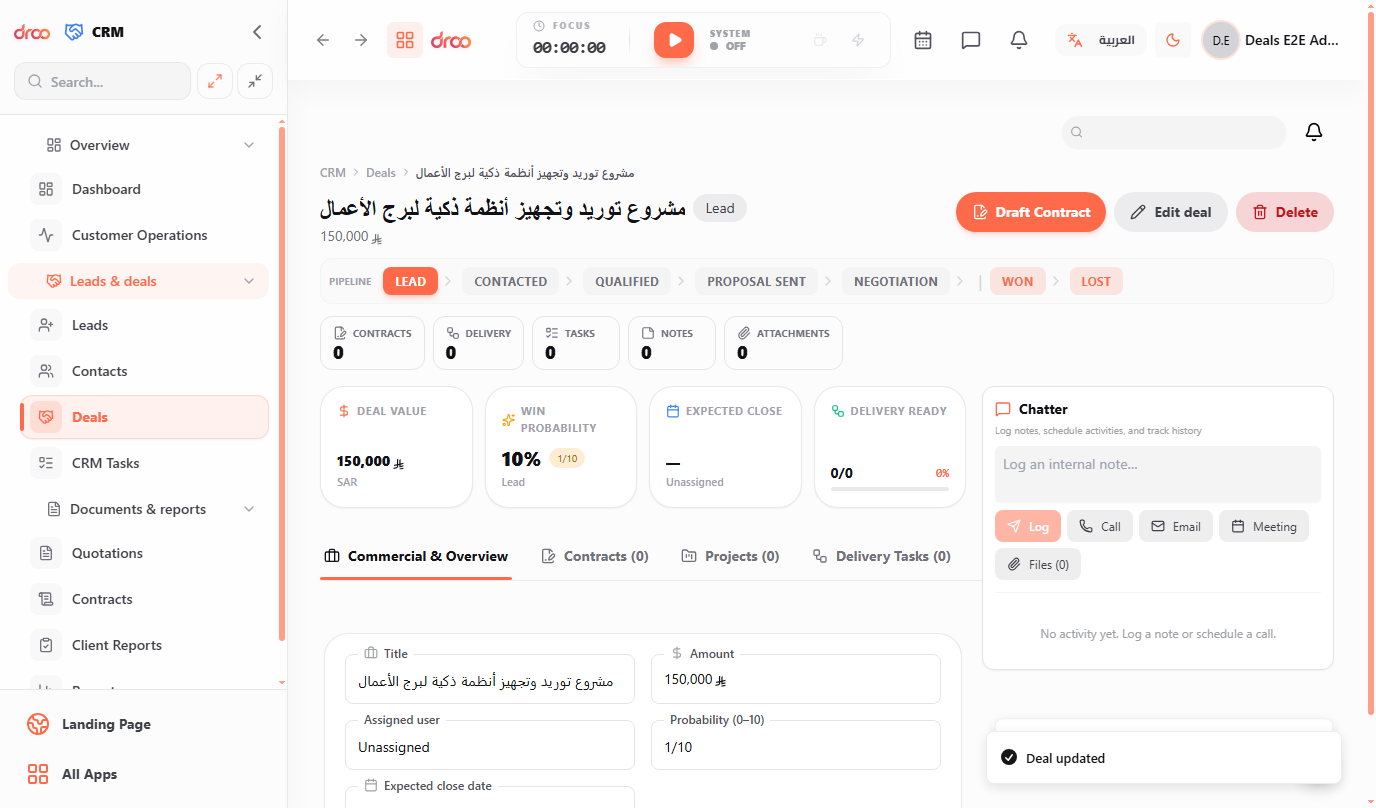 droo CRM
Search...
Overview
Dashboard
Customer Operations
Leads & deals
Leads
Contacts
Deals
CRM Tasks
Documents & reports
Quotations
Contracts
Client Reports
Landing Page
All Apps
droo
FOCUS
00:00:00
SYSTEM
OFF
العربية
D.E
Deals E2E Ad...
CRM > Deals > مشروع توريد وتجهيز أنظمة ذكية لبرج الأعمال
مشروع توريد وتجهيز أنظمة ذكية لبرج الأعمال Lead
150,000
Draft Contract
Edit deal
Delete
PIPELINE LEAD CONTACTED QUALIFIED PROPOSAL SENT NEGOTIATION | WON LOST
CONTRACTS
0
DELIVERY
0
TASKS
0
NOTES
0
ATTACHMENTS
0
DEAL VALUE
150,000
SAR
WIN
PROBABILITY
10% 1/10
Lead
EXPECTED CLOSE
—
Unassigned
DELIVERY READY
0/0 0%
Commercial & Overview
Contracts (0)
Projects (0)
Delivery Tasks (0)
Title
مشروع توريد وتجهيز أنظمة ذكية لبرج الأعمال
Amount
150,000
Assigned user
Unassigned
Probability (0–10)
1/10
Expected close date
Chatter
Log notes, schedule activities, and track history
Log an internal note...
Log
Call
Email
Meeting
Files (0)
No activity yet. Log a note or schedule a call.
Deal updated